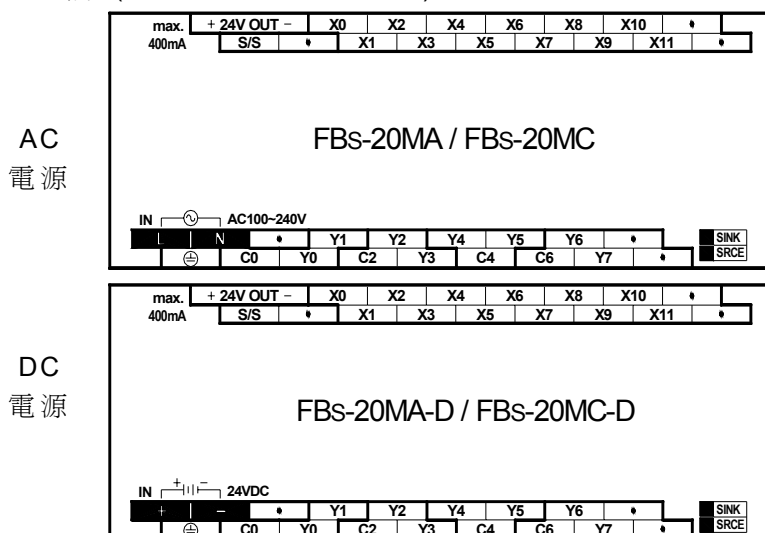 max. + 24V OUT − X0 X2 X4 X6 X8 X10
400mA S/S X1 X3 X5 X7 X9 X11
AC
電源
FBs-20MA / FBs-20MC
IN AC100~240V
L N Y1 Y2 Y4 Y5 Y6 SINK
C0 Y0 C2 Y3 C4 C6 Y7 SRCE
max. + 24V OUT − X0 X2 X4 X6 X8 X10
400mA S/S X1 X3 X5 X7 X9 X11
DC
電源
FBs-20MA-D / FBs-20MC-D
IN + − 24VDC
+ − Y1 Y2 Y4 Y5 Y6 SINK
C0 Y0 C2 Y3 C4 C6 Y7 SRCE